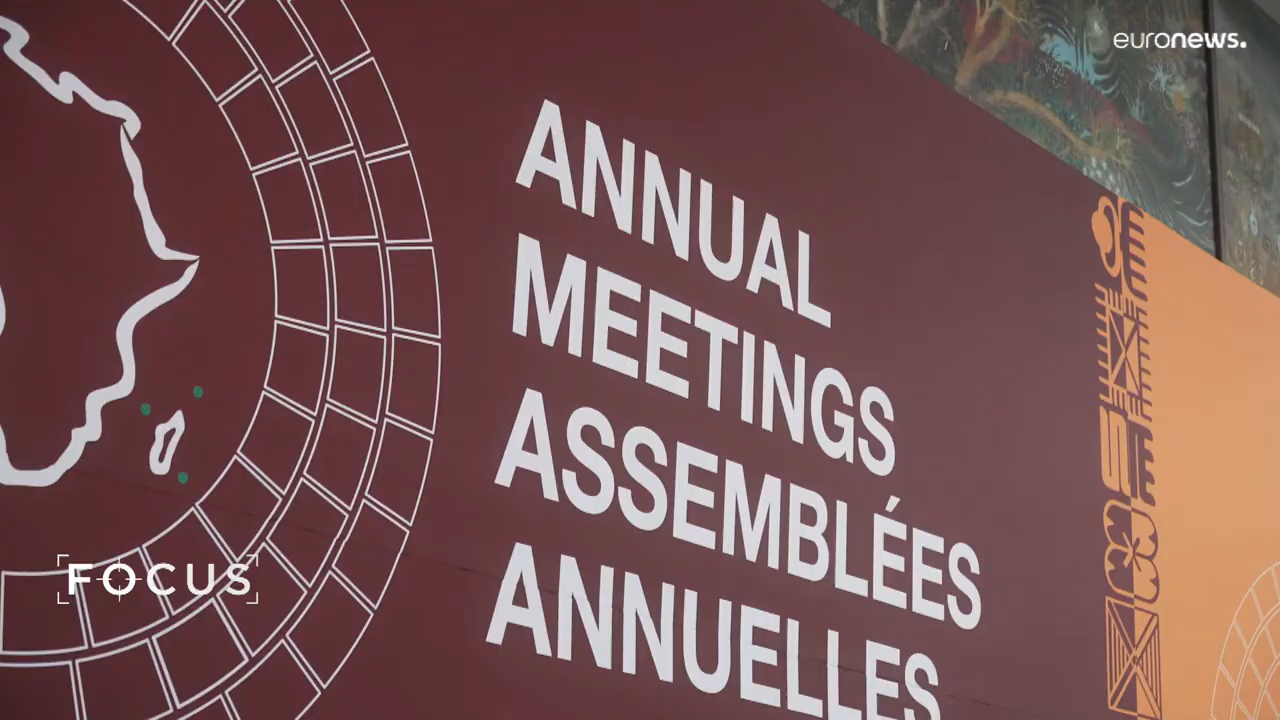 euronews.
ANNUAL
MEETINGS
ASSEMBLÉES
ANNUELLES
FOCUS